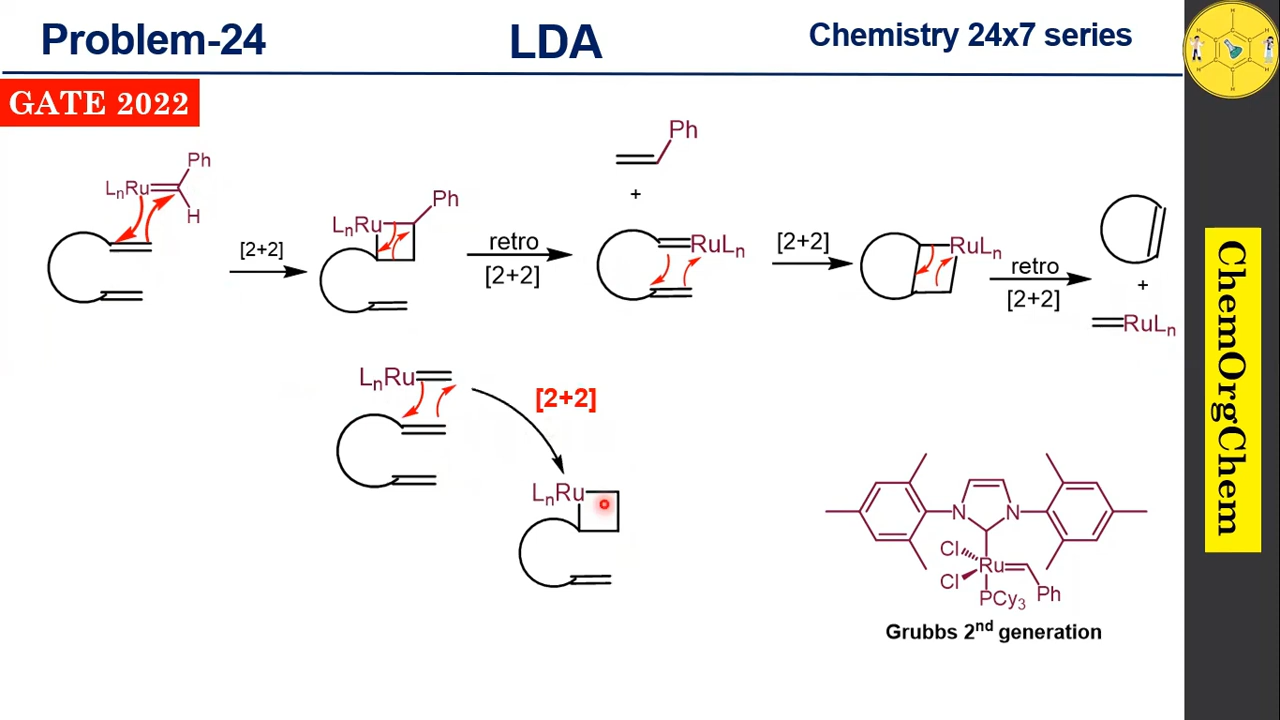 Problem-24
LDA
Chemistry 24x7 series
GATE 2022
Ph
LnRu
H
[2+2]
Ph
LnRu
retro
[2+2]
Ph
+
RuLn
[2+2]
RuLn
retro
[2+2]
+
RuLn
LnRu
[2+2]
LnRu
N
N
Cl
Cl
Ru
Ph
PCy3
Grubbs 2nd generation
ChemOrgChem